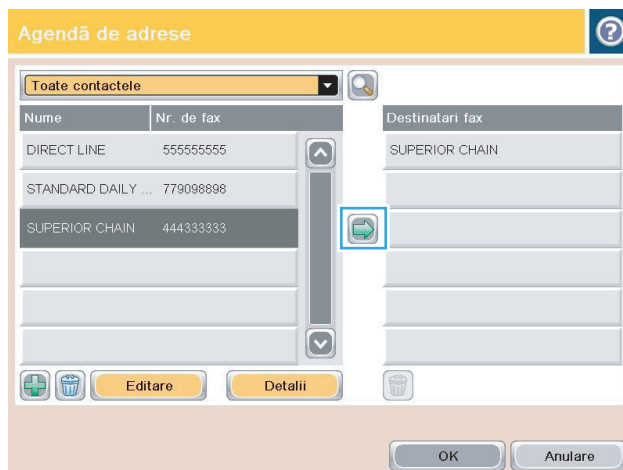 Agendă de adrese
?
Toate contactele
Nume Nr. de fax Destinatari fax
DIRECT LINE 555555555 SUPERIOR CHAIN
STANDARD DAILY ... 779098898
SUPERIOR CHAIN 444333333
Editare Detalii
OK Anulare